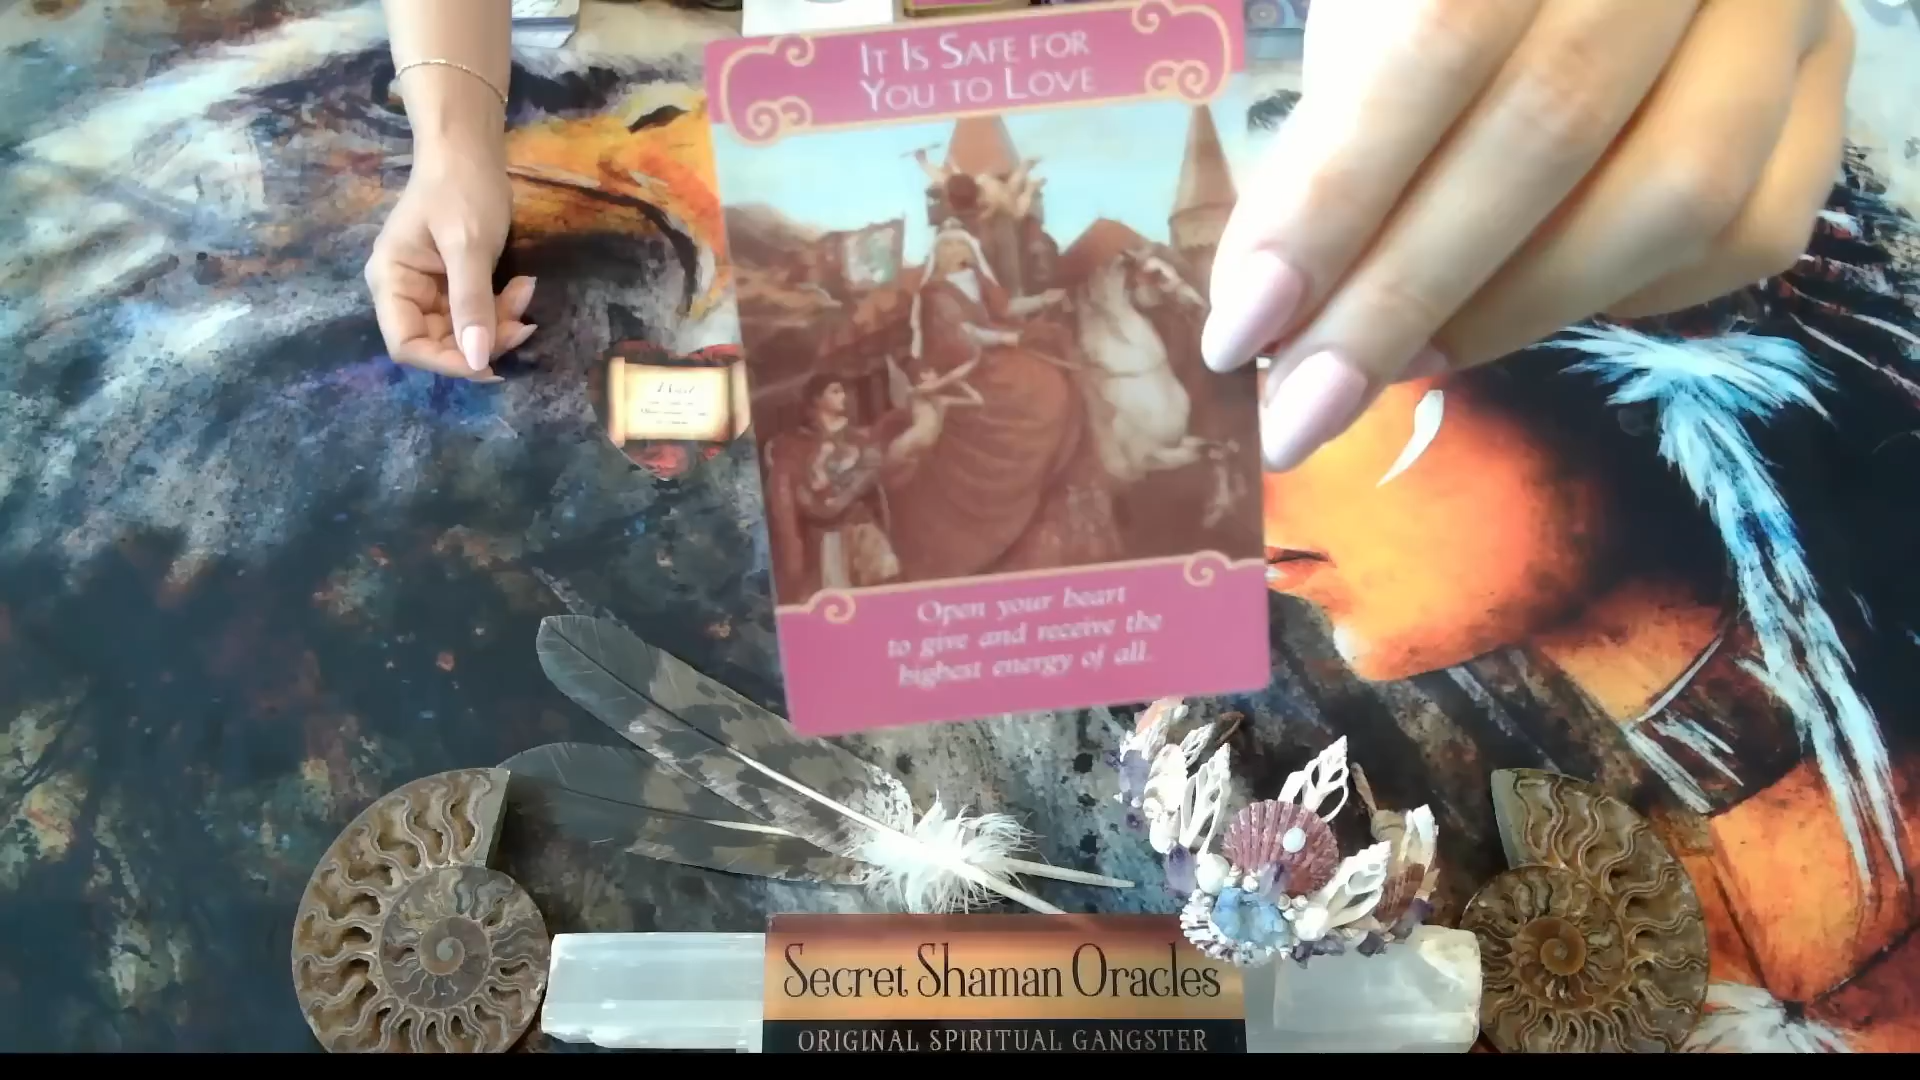 IT IS SAFE FOR
YOU TO LOVE
Open your heart
to give and receive the
highest energy of all.
Secret Shaman Oracles
ORIGINAL SPIRITUAL GANGSTER